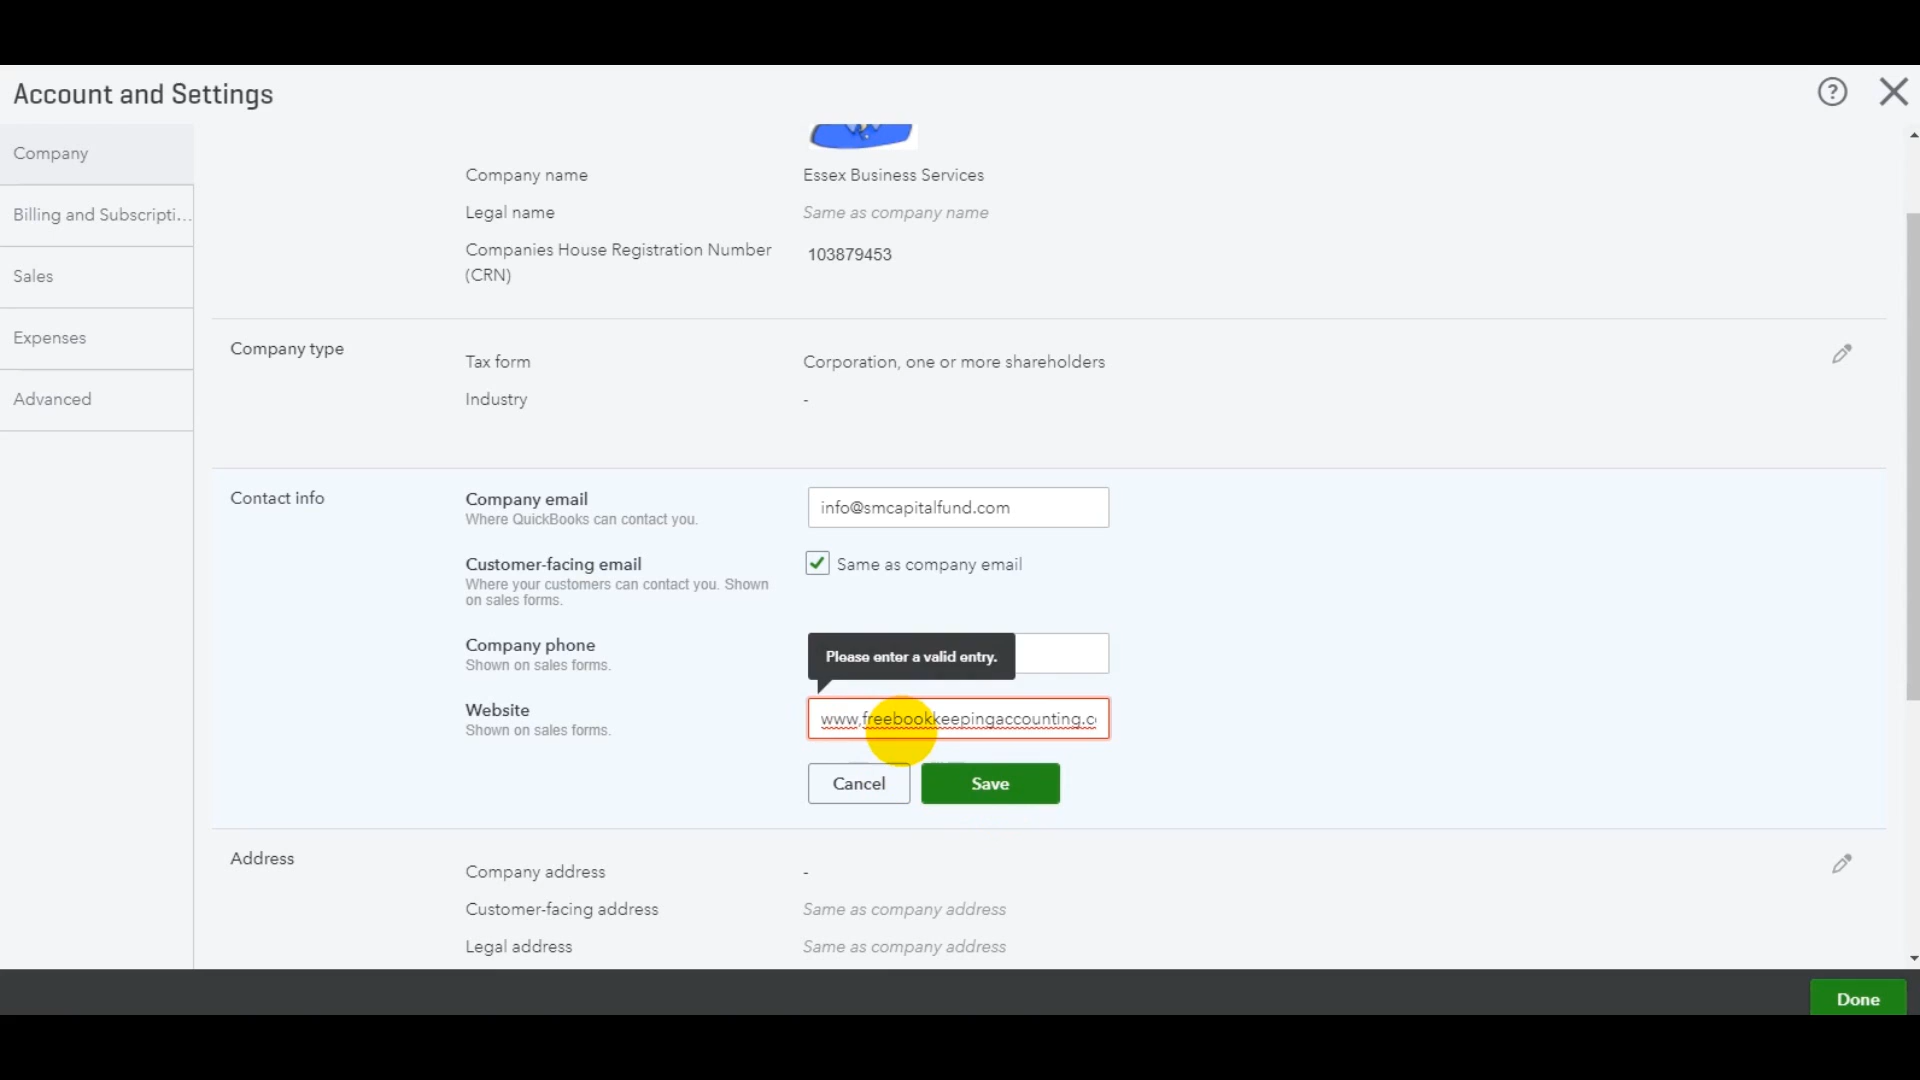 Account and Settings
?
Company
Company name
Essex Business Services
Billing and Subscripti...
Legal name
Same as company name
Companies House Registration Number
(CRN)
103879453
Sales
Expenses
Company type
Tax form
Corporation, one or more shareholders
Industry
-
Advanced
Contact info
Company email
Where QuickBooks can contact you.
info@smcapitalfund.com
Customer-facing email
Where your customers can contact you. Shown
on sales forms.
Same as company email
Company phone
Shown on sales forms.
Please enter a valid entry.
Website
Shown on sales forms.
www,freebookkeepingaccounting.c
Cancel
Save
Address
Company address
-
Customer-facing address
Same as company address
Legal address
Same as company address
Done